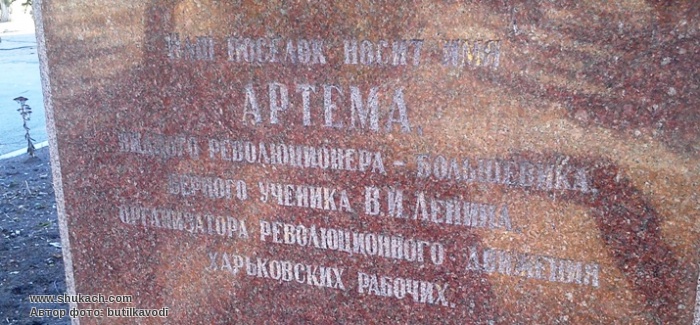 Наш посёлок носит имя
АРТЕМА,
видного революционера - большевика,
верного ученика В.И. Ленина,
организатора революционного движения
харьковских рабочих.
www.shukach.com
Автор фото: butilkavodi